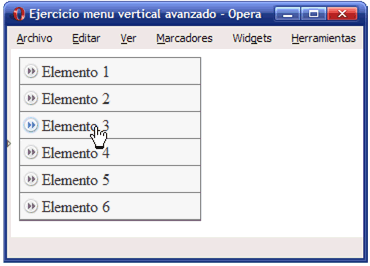 Ejercicio menu vertical avanzado - Opera
Archivo Editar Ver Marcadores Widgets Herramientas
Elemento 1
Elemento 2
Elemento 3
Elemento 4
Elemento 5
Elemento 6